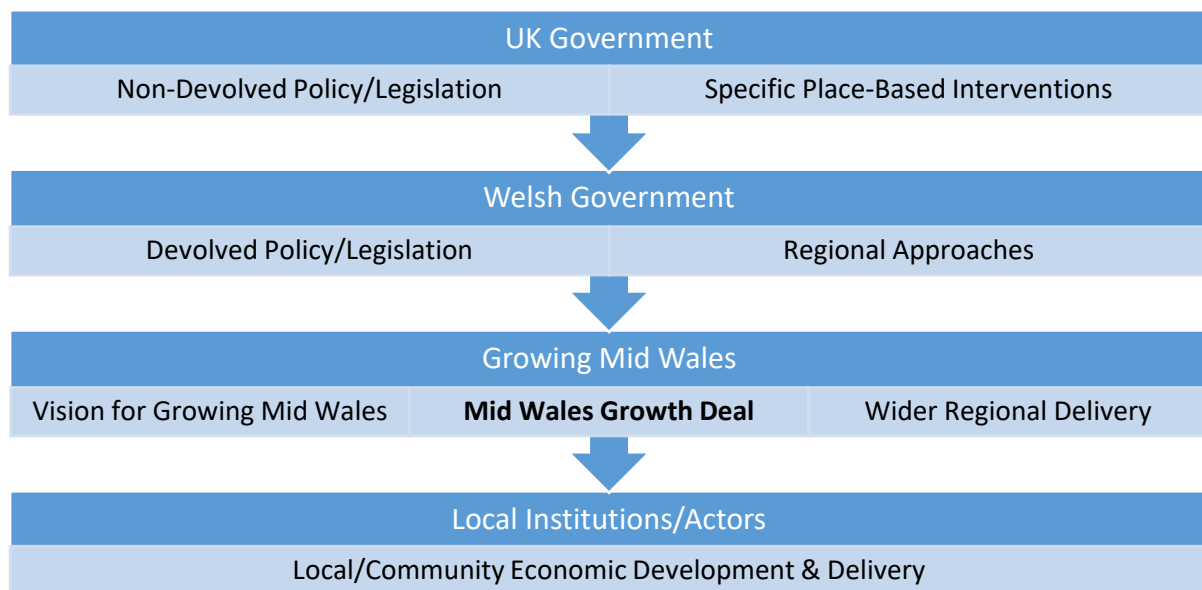 UK Government
Non-Devolved Policy/Legislation
Specific Place-Based Interventions
Welsh Government
Devolved Policy/Legislation
Regional Approaches
Growing Mid Wales
Vision for Growing Mid Wales
Mid Wales Growth Deal
Wider Regional Delivery
Local Institutions/Actors
Local/Community Economic Development & Delivery